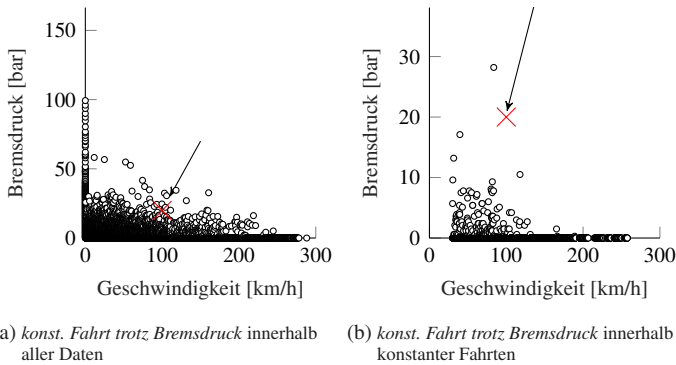 150
100
50
0
Bremsdruck [bar]
0 100 200 300
Geschwindigkeit [km/h]
30
20
10
0
Bremsdruck [bar]
0 100 200 300
Geschwindigkeit [km/h]
a) konst. Fahrt trotz Bremsdruck innerhalb
aller Daten
(b) konst. Fahrt trotz Bremsdruck innerhalb
konstanter Fahrten